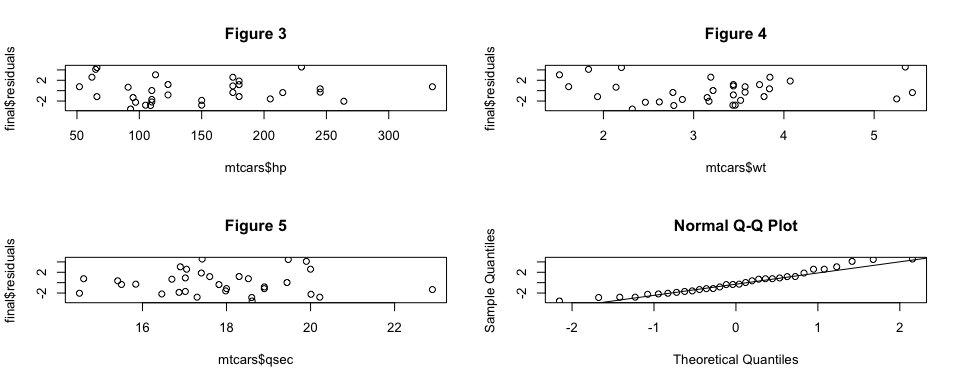 Figure 3
final$residuals
2
-2
50 100 150 200 250 300
mtcars$hp
Figure 4
final$residuals
2
-2
2 3 4 5
mtcars$wt
Figure 5
final$residuals
2
-2
16 18 20 22
mtcars$qsec
Normal Q-Q Plot
Sample Quantiles
2
-2
-2 -1 0 1 2
Theoretical Quantiles